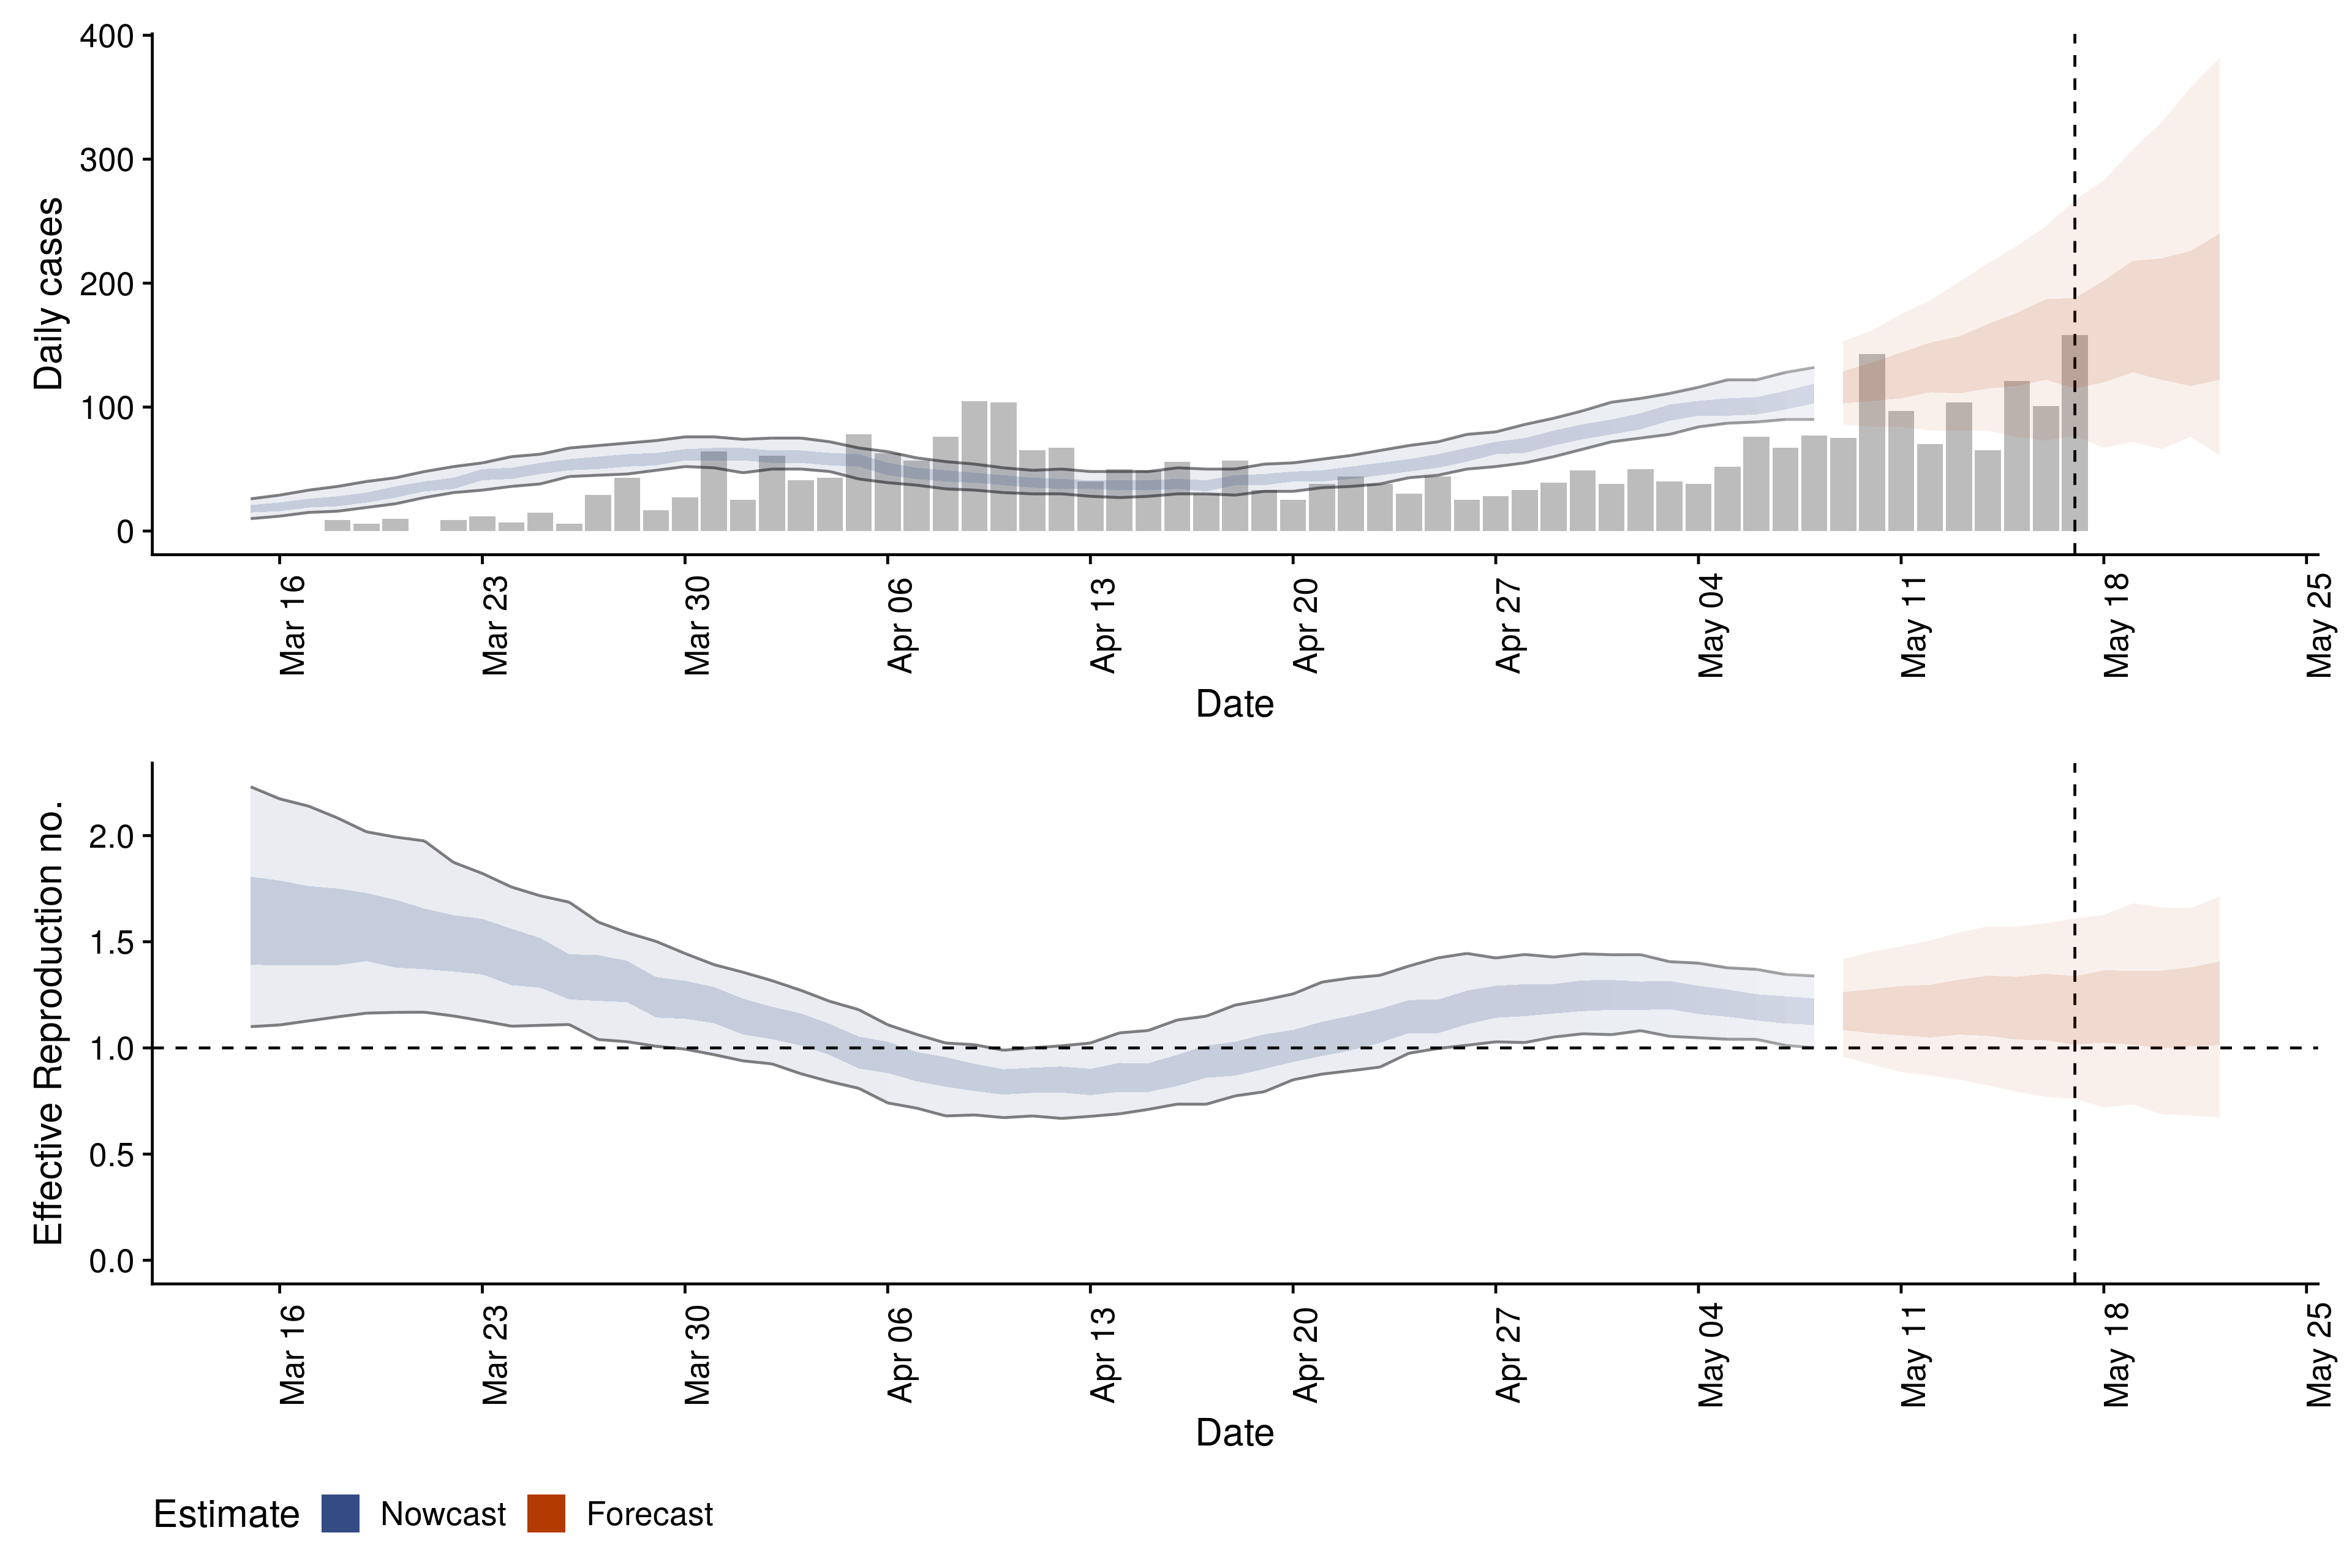 400
300
200
100
0
Daily cases
Mar 16
Mar 23
Mar 30
Apr 06
Apr 13
Apr 20
Apr 27
May 04
May 11
May 18
May 25
Date
2.0
1.5
1.0
0.5
0.0
Effective Reproduction no.
Mar 16
Mar 23
Mar 30
Apr 06
Apr 13
Apr 20
Apr 27
May 04
May 11
May 18
May 25
Date
Estimate Nowcast Forecast